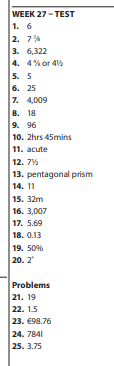 WEEK 27 – TEST
1. 6
2. 7 ⅞
3. 6,322
4. 4 4/8 or 4½
5. 5
6. 25
7. 4,009
8. 18
9. 96
10. 2hrs 45mins
11. acute
12. 7½
13. pentagonal prism
14. 11
15. 32m
16. 3,007
17. 5.69
18. 0.13
19. 50%
20. 2˚
Problems
21. 19
22. 1.5
23. €98.76
24. 784l
25. 3.75